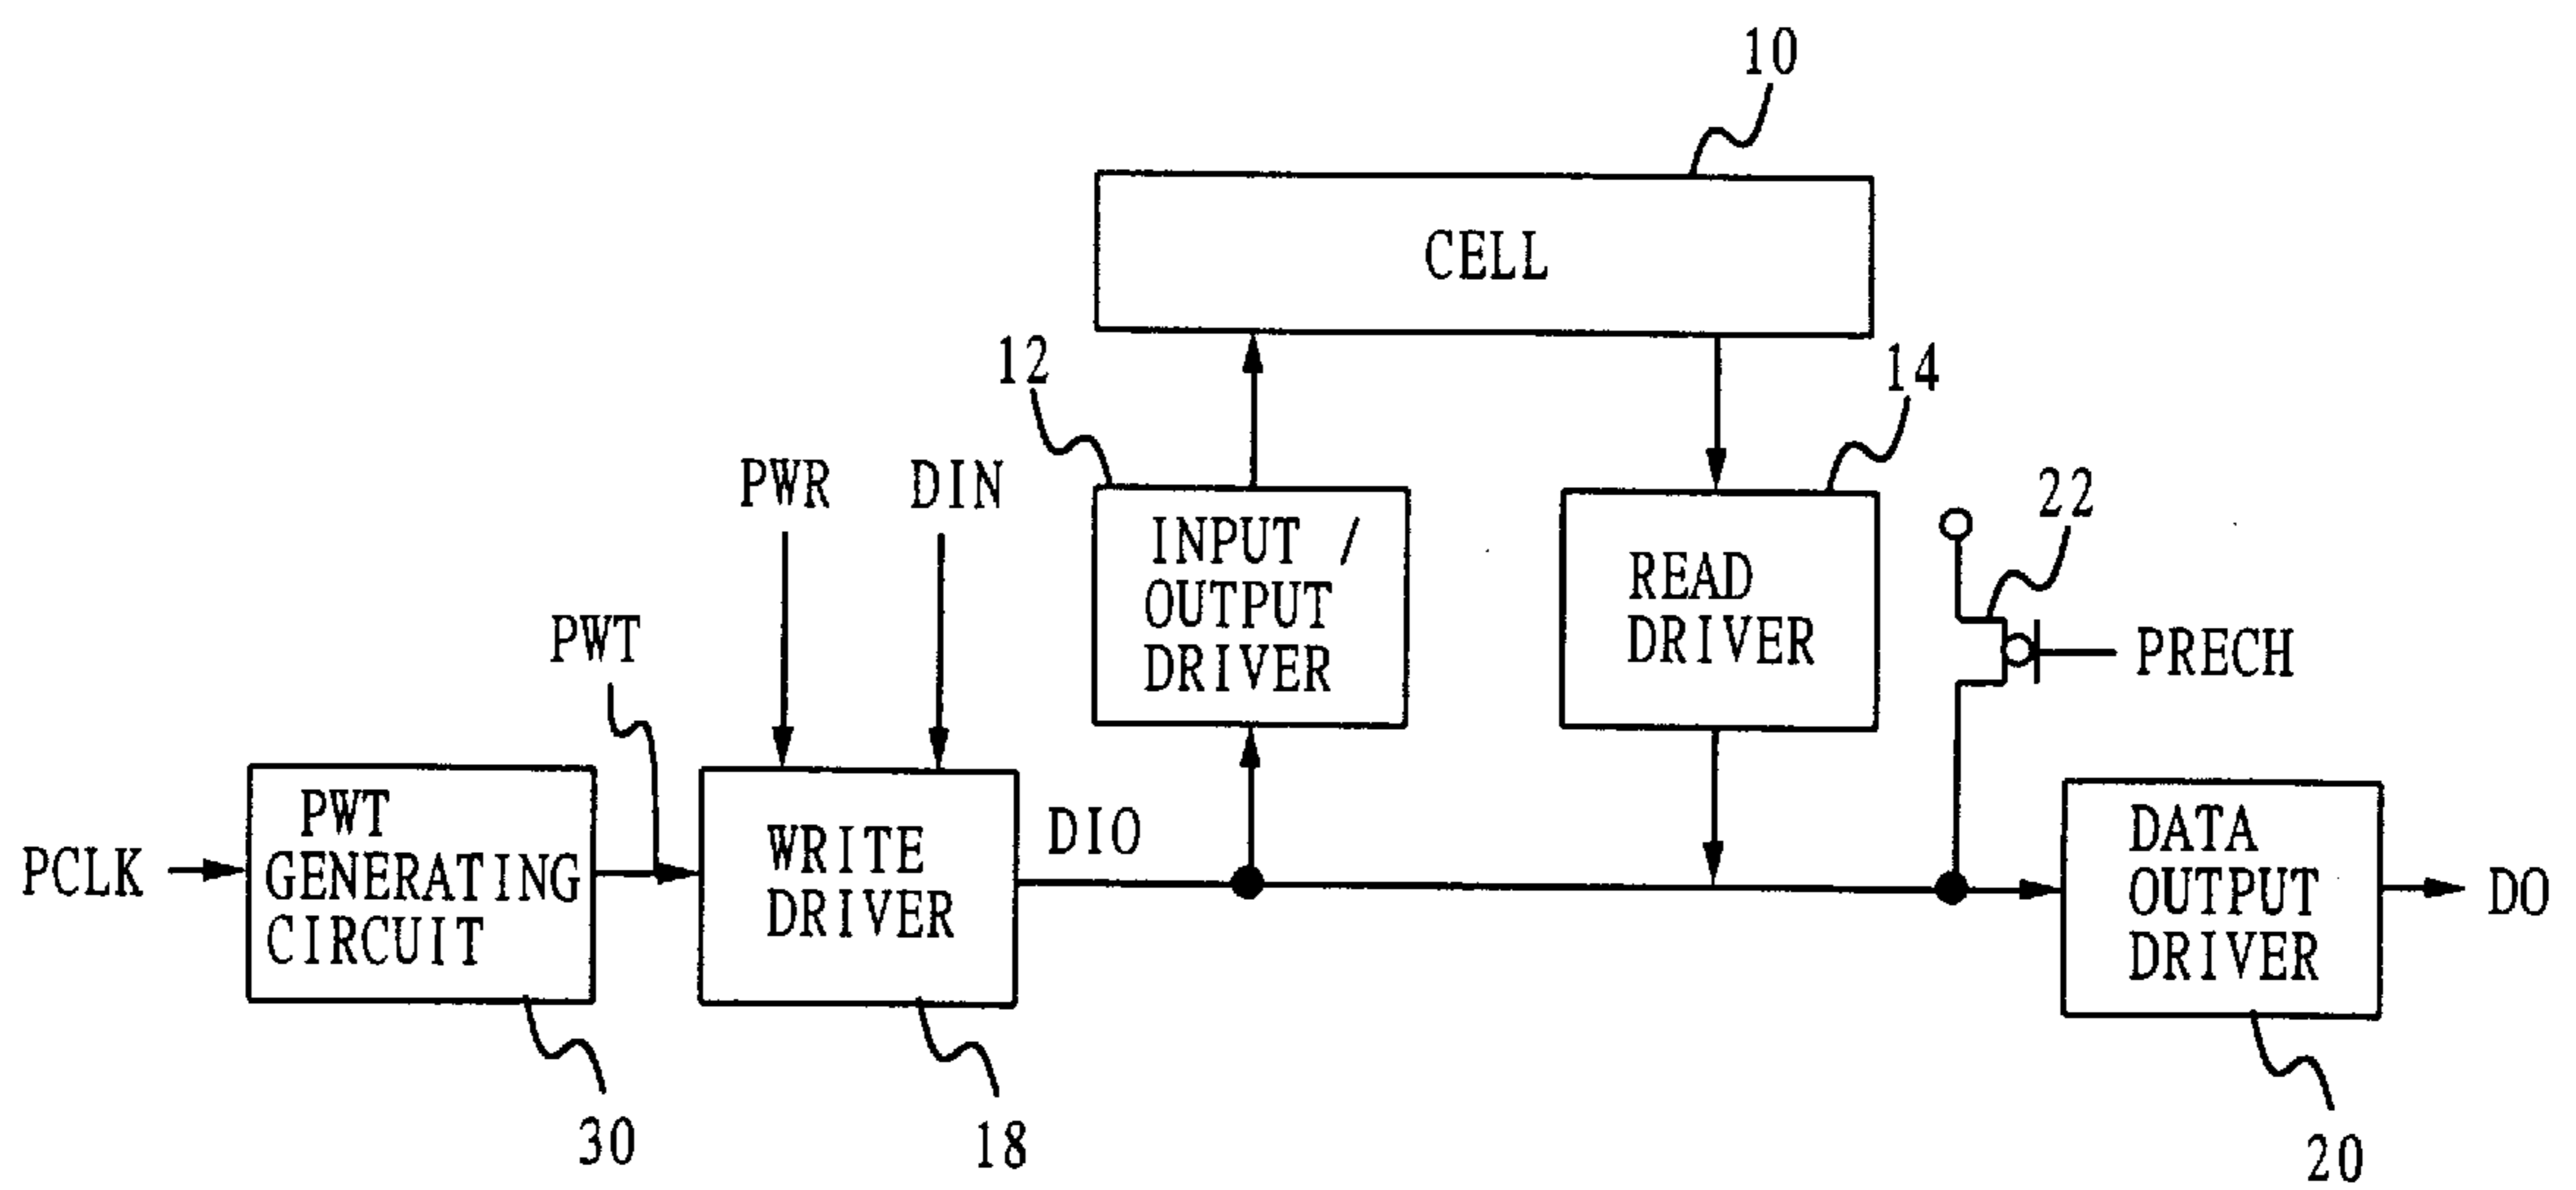 10
CELL
12
14
PWR
DIN
22
INPUT /
OUTPUT
DRIVER
READ
DRIVER
PWT
PRECH
PCLK
PWT
GENERATING
CIRCUIT
WRITE
DRIVER
DIO
DATA
OUTPUT
DRIVER
DO
30
18
20